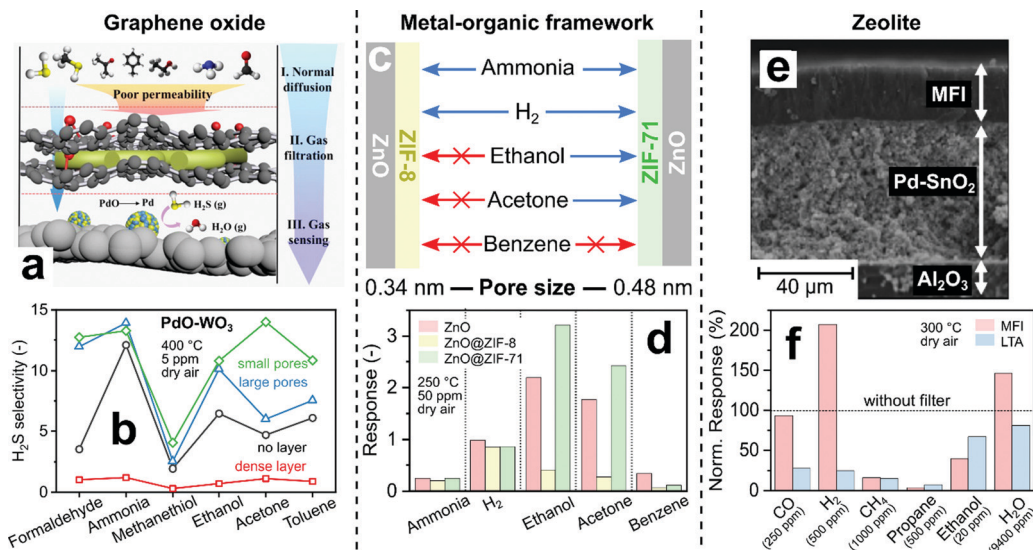 Graphene oxide
Poor permeability
PdO → Pd
H₂S (g)
H₂O (g)
I. Normal
diffusion
II. Gas
filtration
III. Gas
sensing
a
H₂S selectivity (-)
15
10
5
0
PdO-WO₃
400 °C
5 ppm
dry air
small pores
large pores
no layer
dense layer
b
Formaldehyde
Ammonia
Methanethiol
Ethanol
Acetone
Toluene
Metal-organic framework
c
ZnO
ZIF-8
Ammonia
H₂
Ethanol
Acetone
Benzene
ZIF-71
ZnO
0.34 nm — Pore size — 0.48 nm
Response (-)
3
2
1
0
ZnO
ZnO@ZIF-8
ZnO@ZIF-71
250 °C
50 ppm
dry air
d
Ammonia
H₂
Ethanol
Acetone
Benzene
Zeolite
e
MFI
Pd-SnO₂
Al₂O₃
40 µm
Norm. Response (%)
200
150
100
50
0
f
300 °C
dry air
MFI
LTA
without filter
CO
(250 ppm)
H₂
(500 ppm)
CH₄
(1000 ppm)
Propane
(500 ppm)
Ethanol
(20 ppm)
H₂O
9400 ppm)